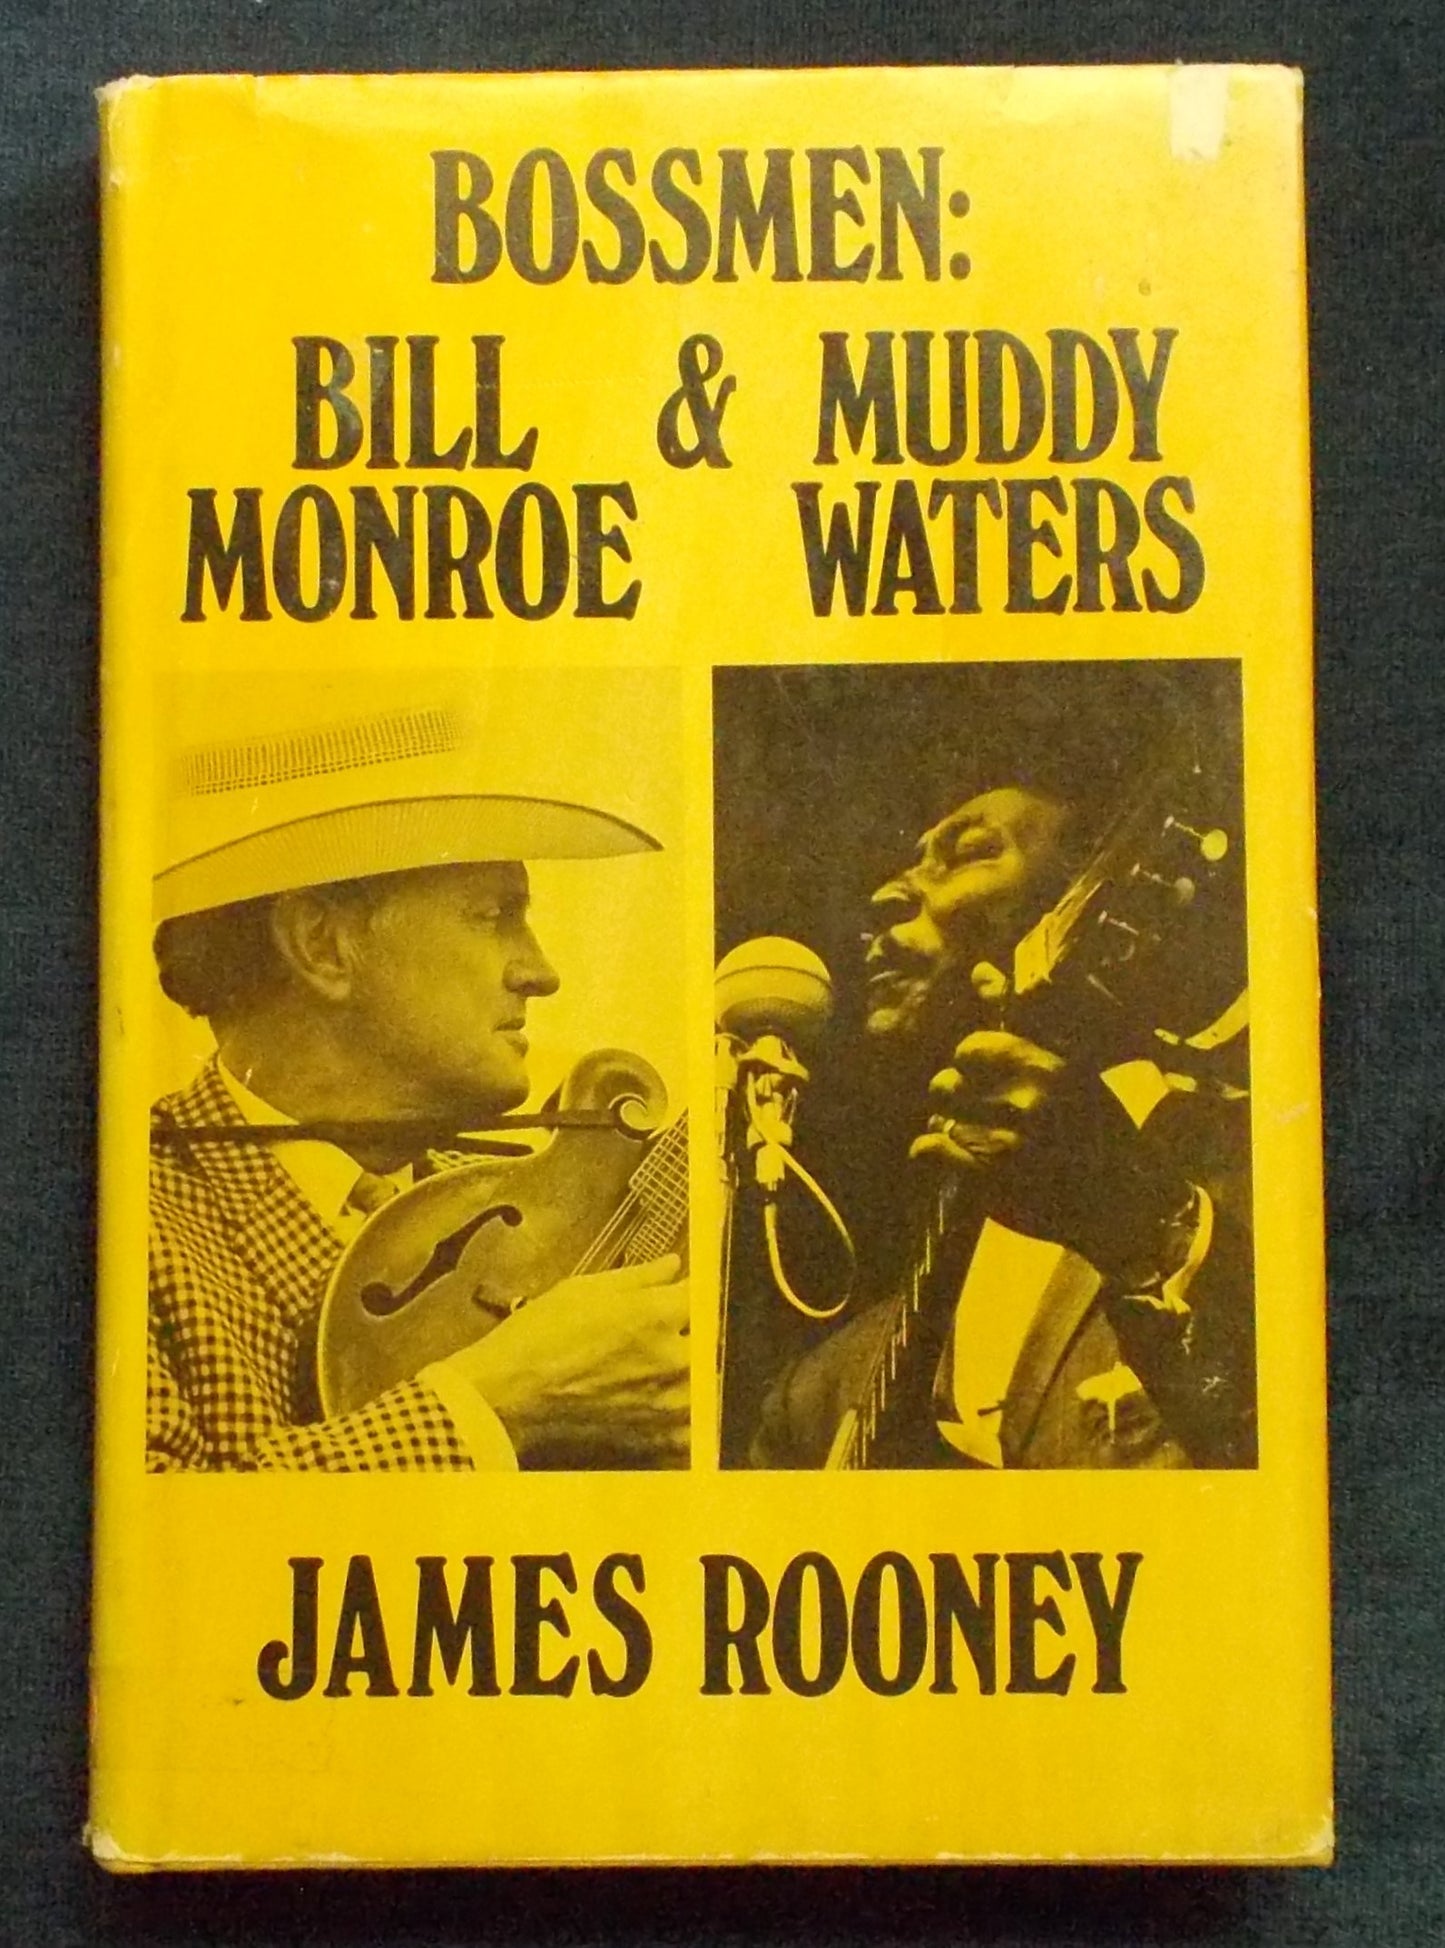 BOSSMEN:
BILL & MUDDY
MONROE WATERS
JAMES ROONEY